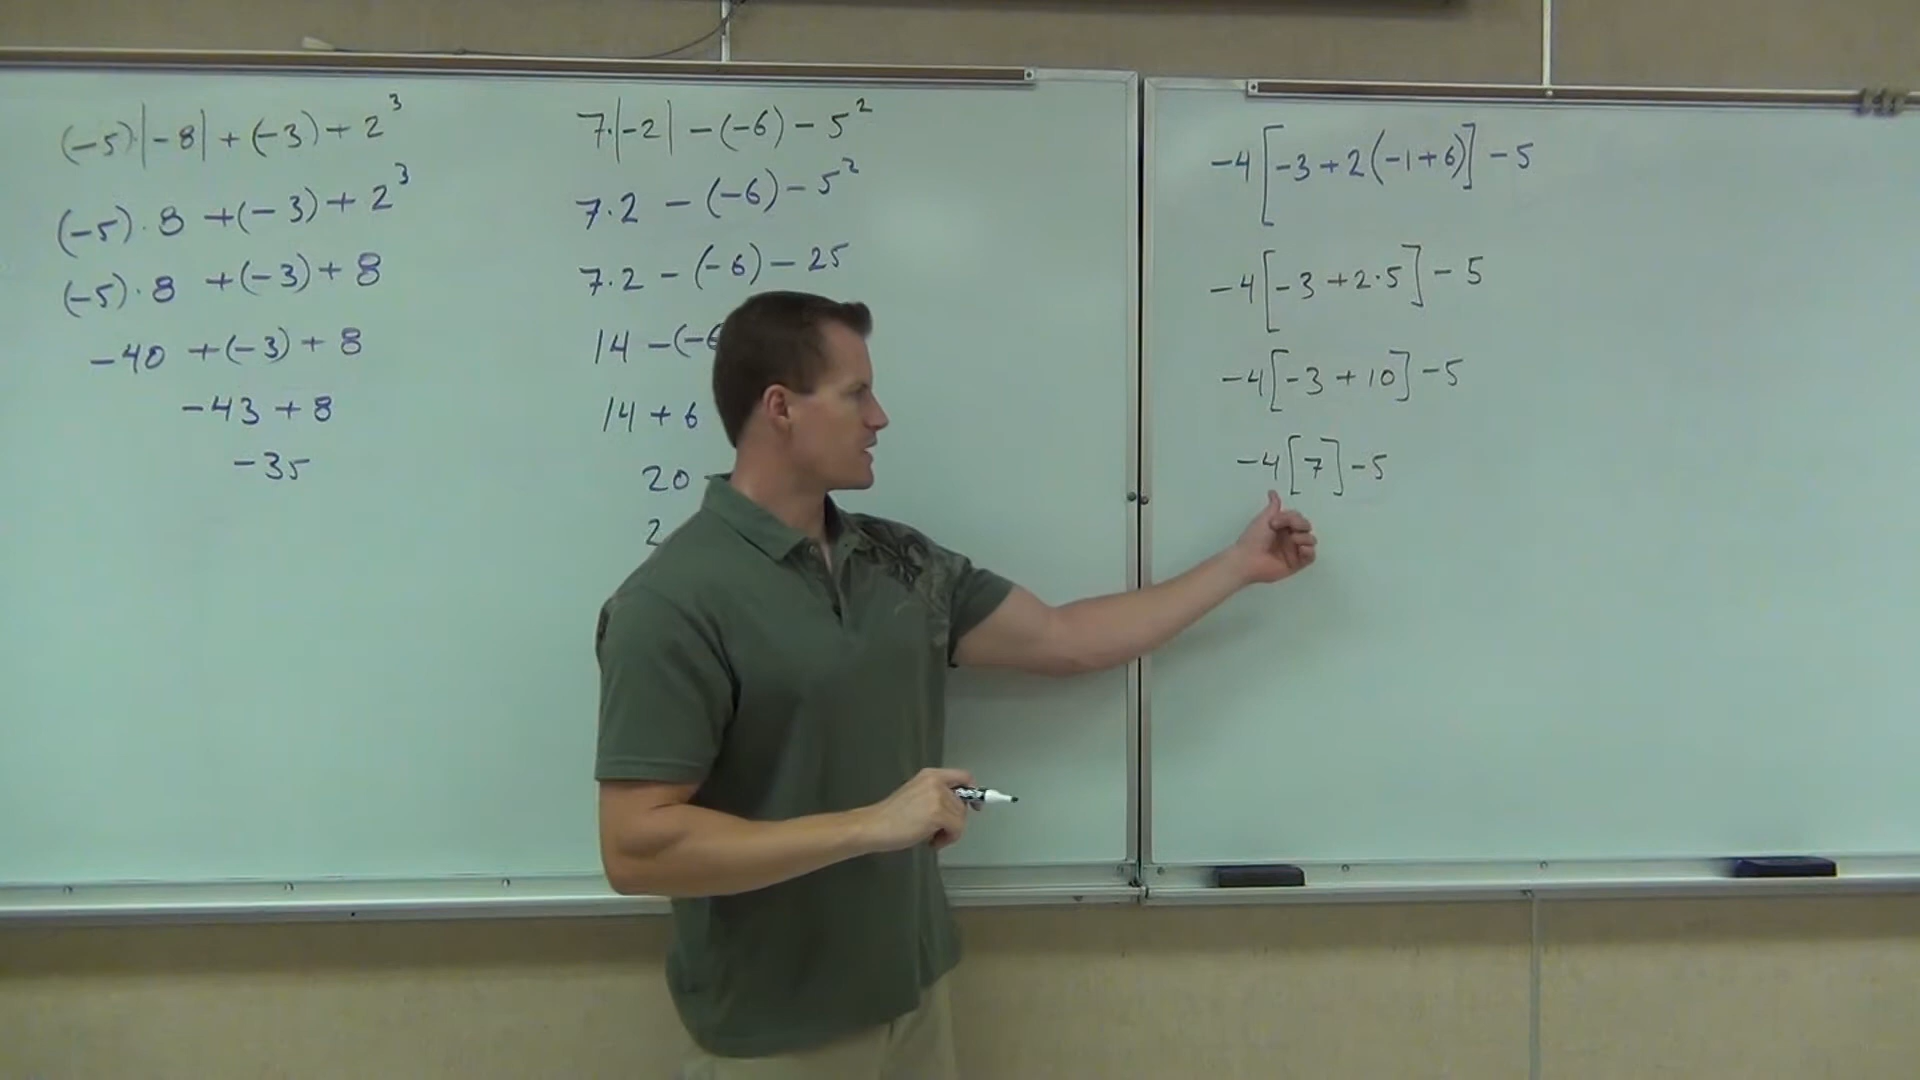 (-5)·|-8| + (-3) + 2³
(-5)·8 + (-3) + 2³
(-5)·8 + (-3) + 8
-40 + (-3) + 8
-43 + 8
-35
7·|-2| - (-6) - 5²
7·2 - (-6) - 5²
7·2 - (-6) - 25
14 - (-6
14 + 6
20 -
2
-4[-3 + 2(-1+6)] - 5
-4[-3 + 2·5] - 5
-4[-3 + 10] - 5
-4[7] - 5